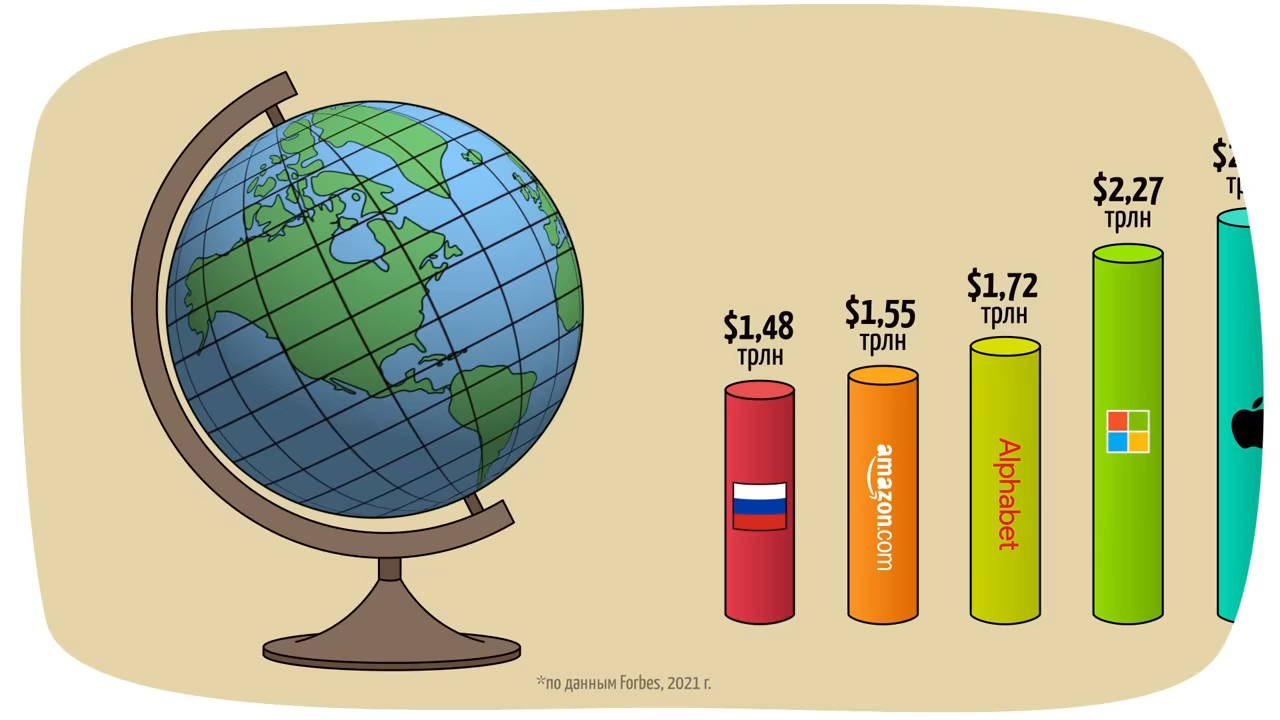 $1,48
трлн
$1,55
трлн
$1,72
трлн
$2,27
трлн
amazon.com
Alphabet
*по данным Forbes, 2021 г.